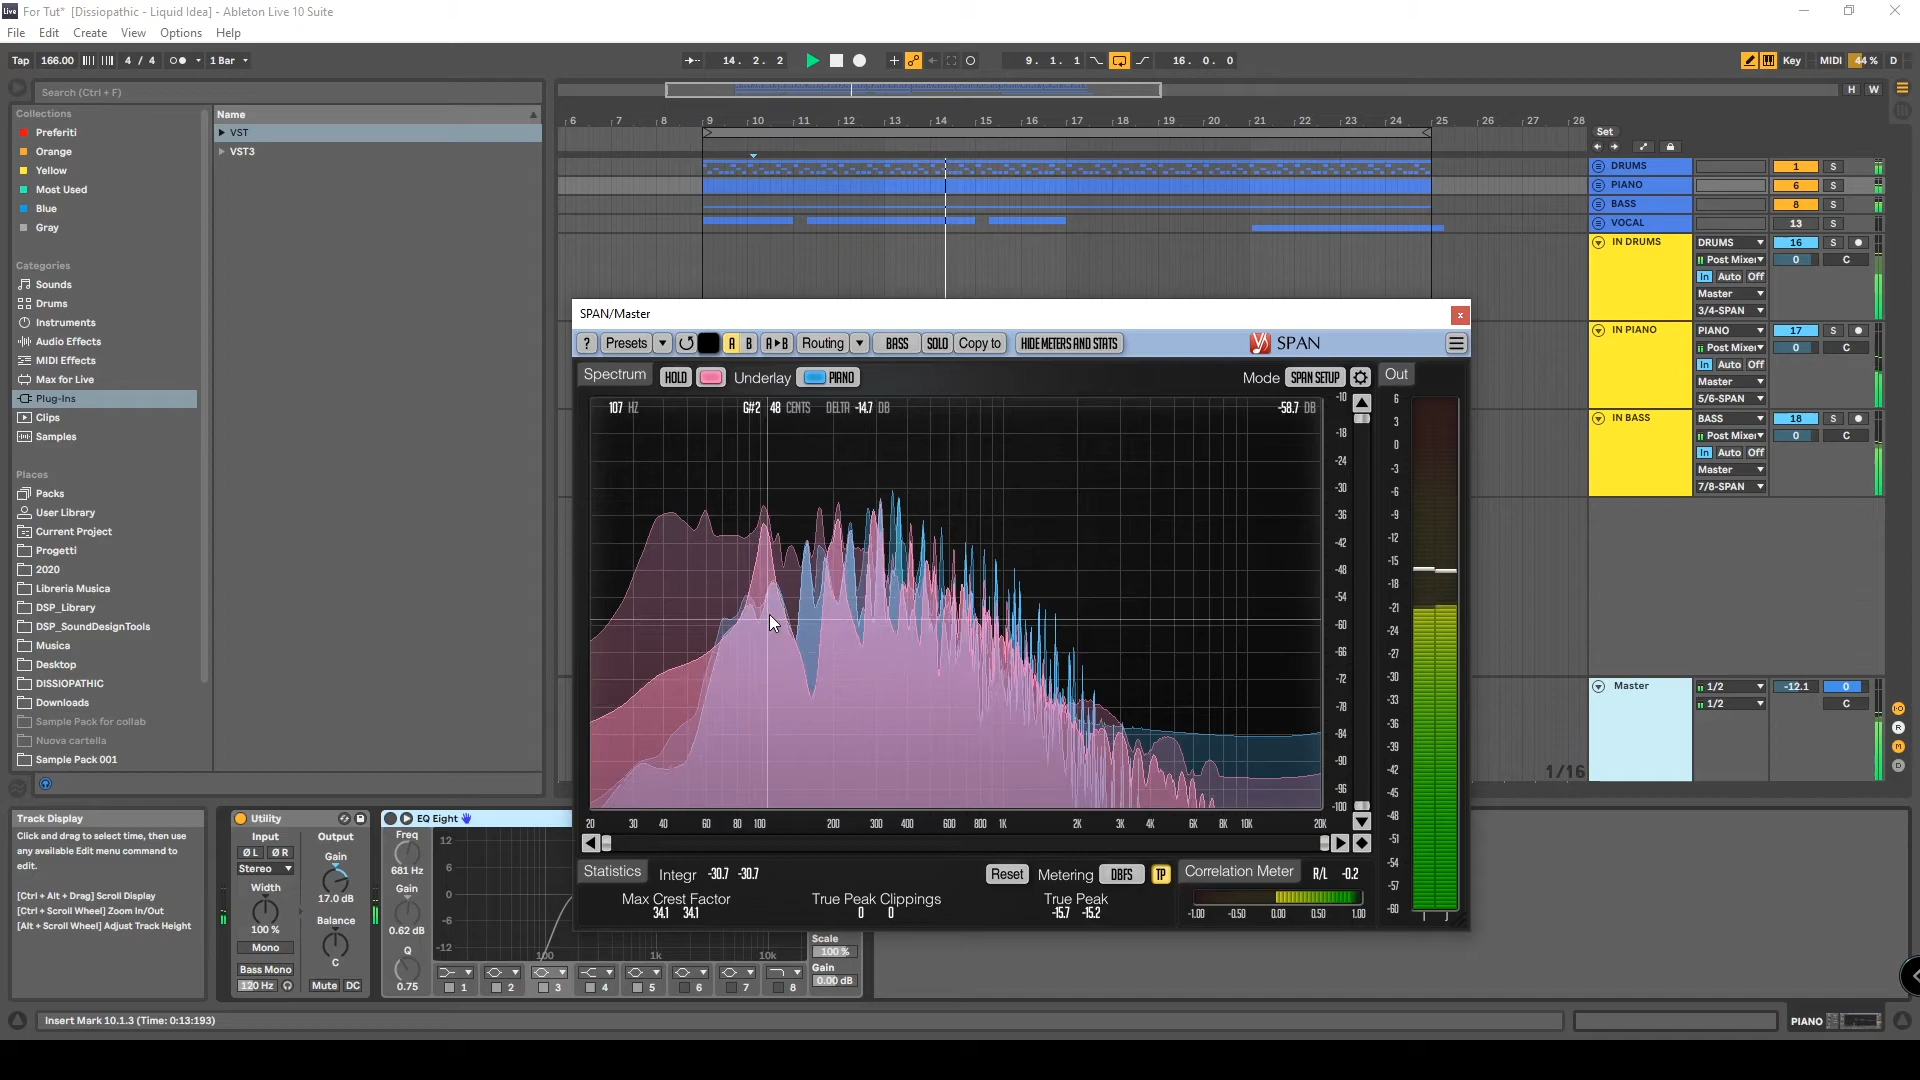 For Tut* [Dissiopathic - Liquid Idea] - Ableton Live 10 Suite
File Edit Create View Options Help
Tap 166.00 4 / 4 1 Bar 14. 2. 2 9. 1. 1 16. 0. 0 Key MIDI 44 % D
Search (Ctrl + F)
H W
Collections
Name
Preferiti
VST
Orange
VST3
Yellow
Most Used
Blue
Gray
Categories
Sounds
Drums
Instruments
Audio Effects
MIDI Effects
Max for Live
Plug-Ins
Clips
Samples
Places
Packs
User Library
Current Project
Progetti
2020
Libreria Musica
DSP_Library
DSP_SoundDesignTools
Musica
Desktop
DISSIOPATHIC
Downloads
Sample Pack for collab
Nuova cartella
Sample Pack 001
6 7 8 9 10 11 12 13 14 15 16 17 18 19 20 21 22 23 24 25 26 27 28
Set
DRUMS 1 S
PIANO 6 S
BASS 8 S
VOCAL 13 S
IN DRUMS DRUMS 16 S
Post Mixer 0 C
In Auto Off
Master
3/4-SPAN
IN PIANO PIANO 17 S
Post Mixer 0 C
In Auto Off
Master
5/6-SPAN
IN BASS BASS 18 S
Post Mixer 0 C
In Auto Off
Master
7/8-SPAN
Master 1/2 -12.1 0
1/2 C
1/16
SPAN/Master
? Presets A B A▸B Routing BASS SOLO Copy to HIDE METERS AND STATS SPAN
Spectrum HOLD Underlay PIANO Mode SPAN SETUP Out
107 HZ G#2 48 CENTS DELTA -14.7 DB -58.7 DB
-10
-18
-24
-30
-36
-42
-48
-54
-60
-66
-72
-78
-84
-90
-96
-100
6
3
0
-3
-6
-9
-12
-15
-18
-21
-24
-27
-30
-33
-36
-39
-42
-45
-48
-51
-54
-57
-60
20 30 40 60 80 100 200 300 400 600 800 1K 2K 3K 4K 6K 8K 10K 20K
Statistics Integr -30.7 -30.7 Reset Metering DBFS TP Correlation Meter R/L -0.2
Max Crest Factor True Peak Clippings True Peak
34.1 34.1 0 0 -15.7 -15.2
-1.00 -0.50 0.00 0.50 1.00
Track Display
Click and drag to select time, then use
any available Edit menu command to
edit.
[Ctrl + Alt + Drag] Scroll Display
[Ctrl + Scroll Wheel] Zoom In/Out
[Alt + Scroll Wheel] Adjust Track Height
Utility
Input Output
Ø L Ø R
Gain
Stereo
Width 17.0 dB
Balance
100 %
Mono
C
Bass Mono
120 Hz Mute DC
EQ Eight
Freq
681 Hz
Gain
0.62 dB
Q
0.75
12
6
0
-6
-12
100 1k 10k
1 2 3 4 5 6 7 8
Scale
100 %
Gain
0.00 dB
Insert Mark 10.1.3 (Time: 0:13:193)
PIANO